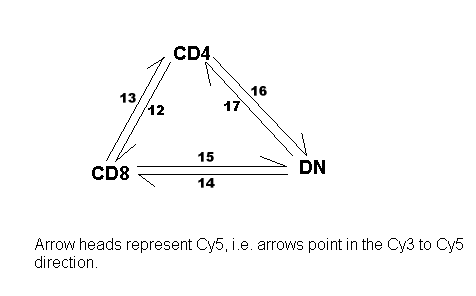 CD4
13
12
16
17
15
CD8
DN
14
Arrow heads represent Cy5, i.e. arrows point in the Cy3 to Cy5
direction.